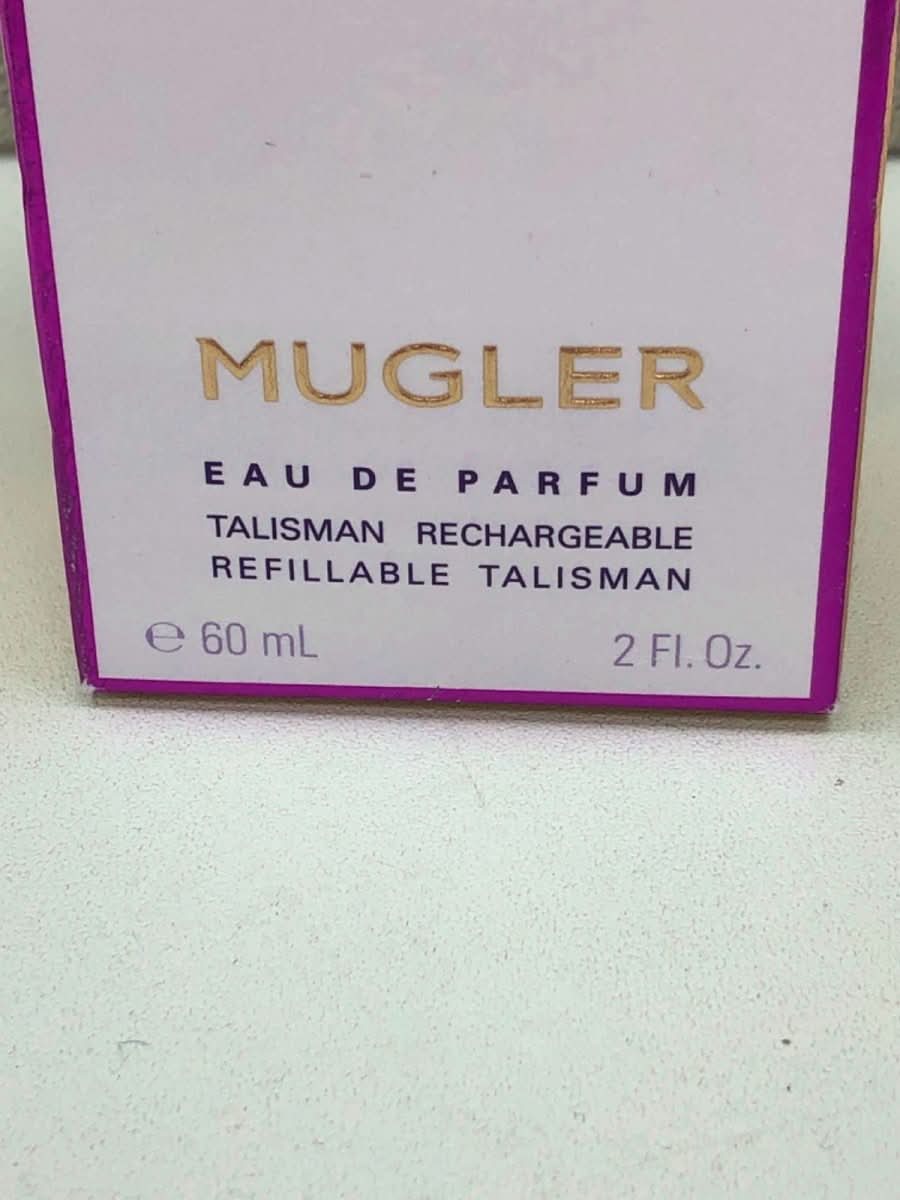 MUGLER
EAU DE PARFUM
TALISMAN RECHARGEABLE
REFILLABLE TALISMAN
℮ 60 mL 2 Fl. Oz.